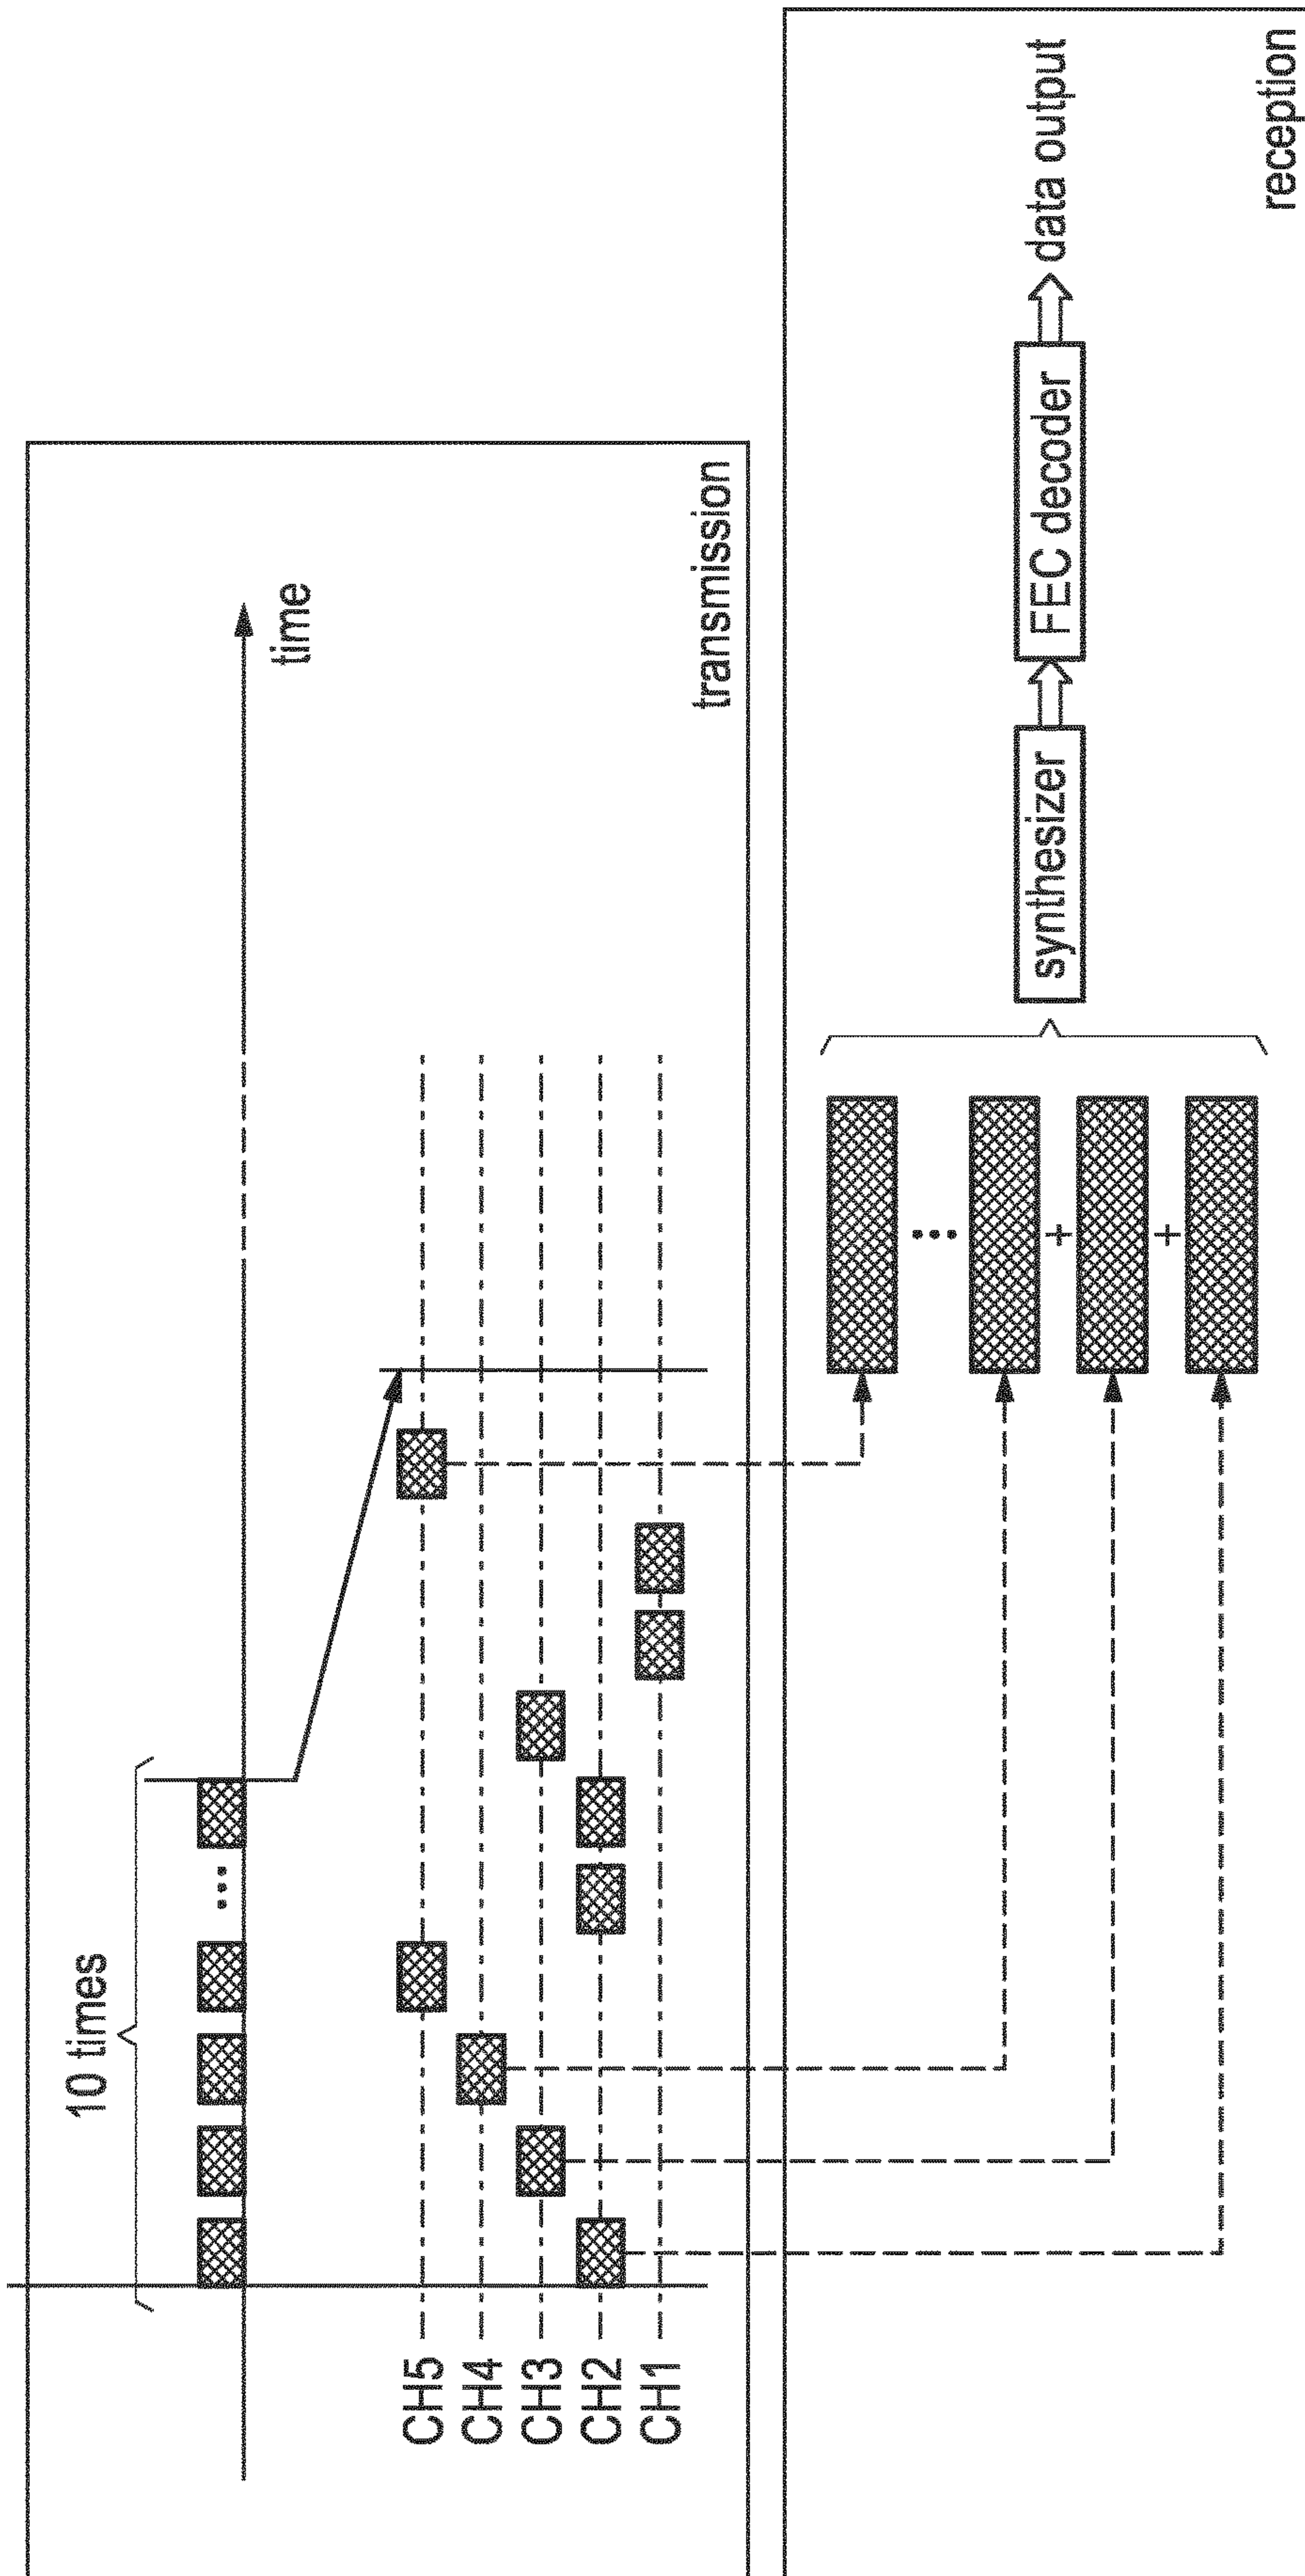 10 times
...
time
CH5
CH4
CH3
CH2
CH1
transmission
...
+
+
synthesizer
FEC decoder
data output
reception